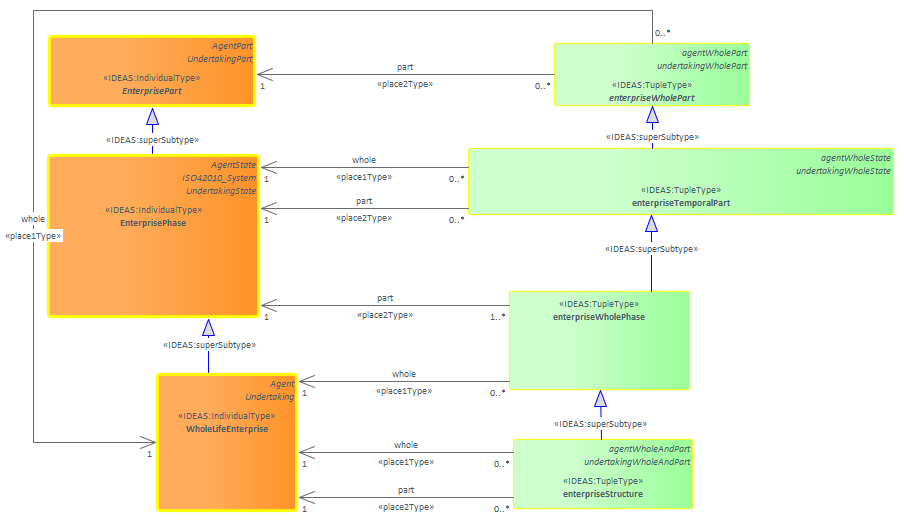 0..*
AgentPart
UndertakingPart
«IDEAS:IndividualType»
EnterprisePart
part
1
«place2Type»
0..*
agentWholePart
undertakingWholePart
«IDEAS:TupleType»
enterpriseWholePart
«IDEAS:superSubtype»
«IDEAS:superSubtype»
AgentState
ISO42010_System
UndertakingState
«IDEAS:IndividualType»
EnterprisePhase
whole
1
«place1Type»
0..*
part
1
«place2Type»
0..*
agentWholeState
undertakingWholeState
«IDEAS:TupleType»
enterpriseTemporalPart
whole
«place1Type»
«IDEAS:superSubtype»
part
1
«place2Type»
1..*
«IDEAS:TupleType»
enterpriseWholePhase
«IDEAS:superSubtype»
whole
1
«place1Type»
0..*
Agent
Undertaking
«IDEAS:IndividualType»
WholeLifeEnterprise
«IDEAS:superSubtype»
1
whole
1
«place1Type»
0..*
part
1
«place2Type»
0..*
agentWholeAndPart
undertakingWholeAndPart
«IDEAS:TupleType»
enterpriseStructure